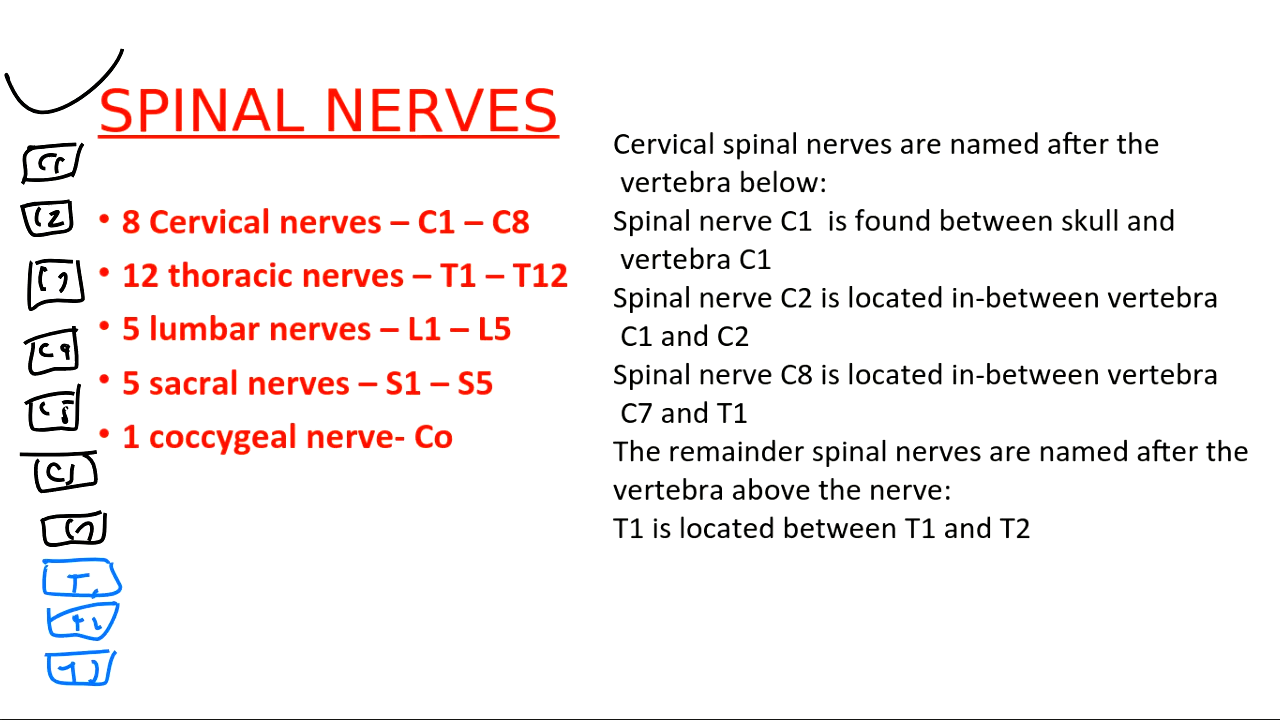 SPINAL NERVES
• 8 Cervical nerves – C1 – C8
• 12 thoracic nerves – T1 – T12
• 5 lumbar nerves – L1 – L5
• 5 sacral nerves – S1 – S5
• 1 coccygeal nerve- Co
Cervical spinal nerves are named after the
vertebra below:
Spinal nerve C1 is found between skull and
vertebra C1
Spinal nerve C2 is located in-between vertebra
C1 and C2
Spinal nerve C8 is located in-between vertebra
C7 and T1
The remainder spinal nerves are named after the
vertebra above the nerve:
T1 is located between T1 and T2
C1
C2